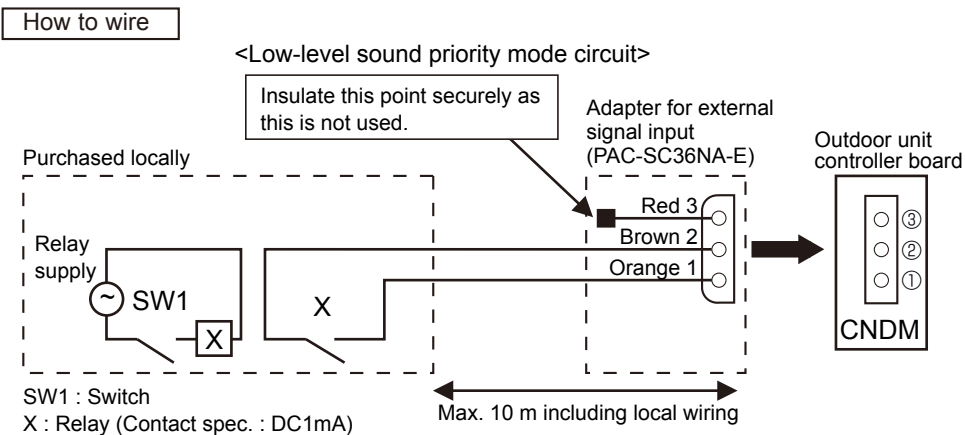 How to wire
<Low-level sound priority mode circuit>
Insulate this point securely as
this is not used.
Adapter for external
signal input
(PAC-SC36NA-E)
Outdoor unit
controller board
Purchased locally
Red 3
Brown 2
Orange 1
③
②
①
CNDM
Relay
supply
~
SW1
X
X
SW1 : Switch
X : Relay (Contact spec. : DC1mA)
Max. 10 m including local wiring